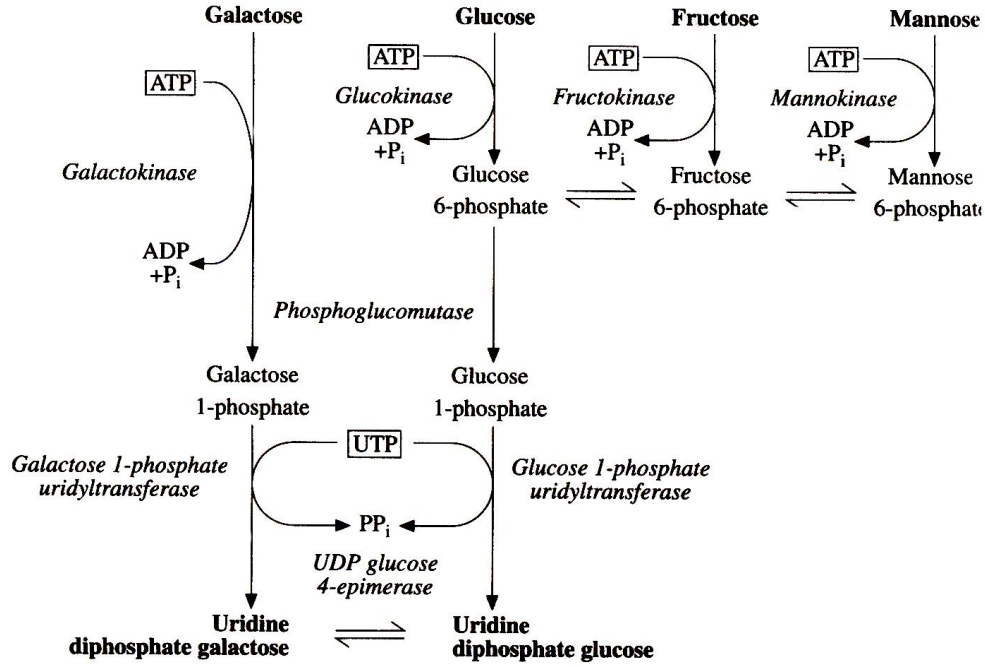 Galactose
Glucose
Fructose
Mannose
ATP
ATP
ATP
ATP
Glucokinase
Fructokinase
Mannokinase
ADP
+Pi
ADP
+Pi
ADP
+Pi
Galactokinase
Glucose
6-phosphate
Fructose
6-phosphate
Mannose
6-phosphate
ADP
+Pi
Phosphoglucomutase
Galactose
1-phosphate
Glucose
1-phosphate
UTP
Galactose 1-phosphate
uridyltransferase
Glucose 1-phosphate
uridyltransferase
PPi
UDP glucose
4-epimerase
Uridine
diphosphate galactose
Uridine
diphosphate glucose